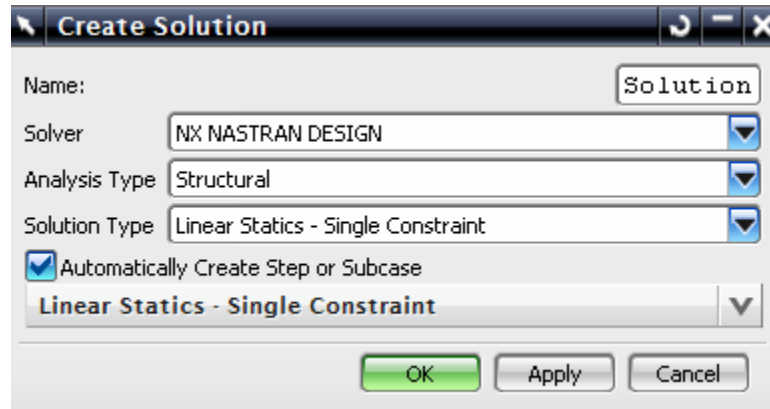 Create Solution
Name: Solution
Solver NX NASTRAN DESIGN
Analysis Type Structural
Solution Type Linear Statics - Single Constraint
Automatically Create Step or Subcase
Linear Statics - Single Constraint
OK Apply Cancel